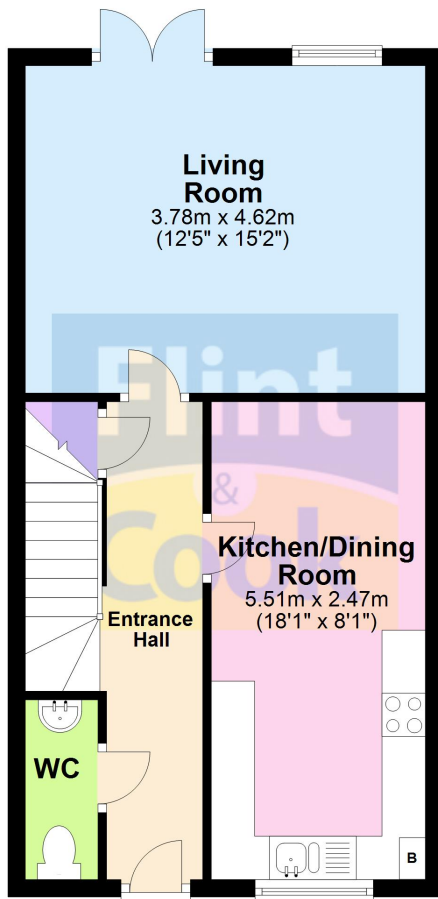 Living
Room
3.78m x 4.62m
(12'5" x 15'2")
Flint
&
Cook
Kitchen/Dining
Room
5.51m x 2.47m
(18'1" x 8'1")
Entrance
Hall
WC
B